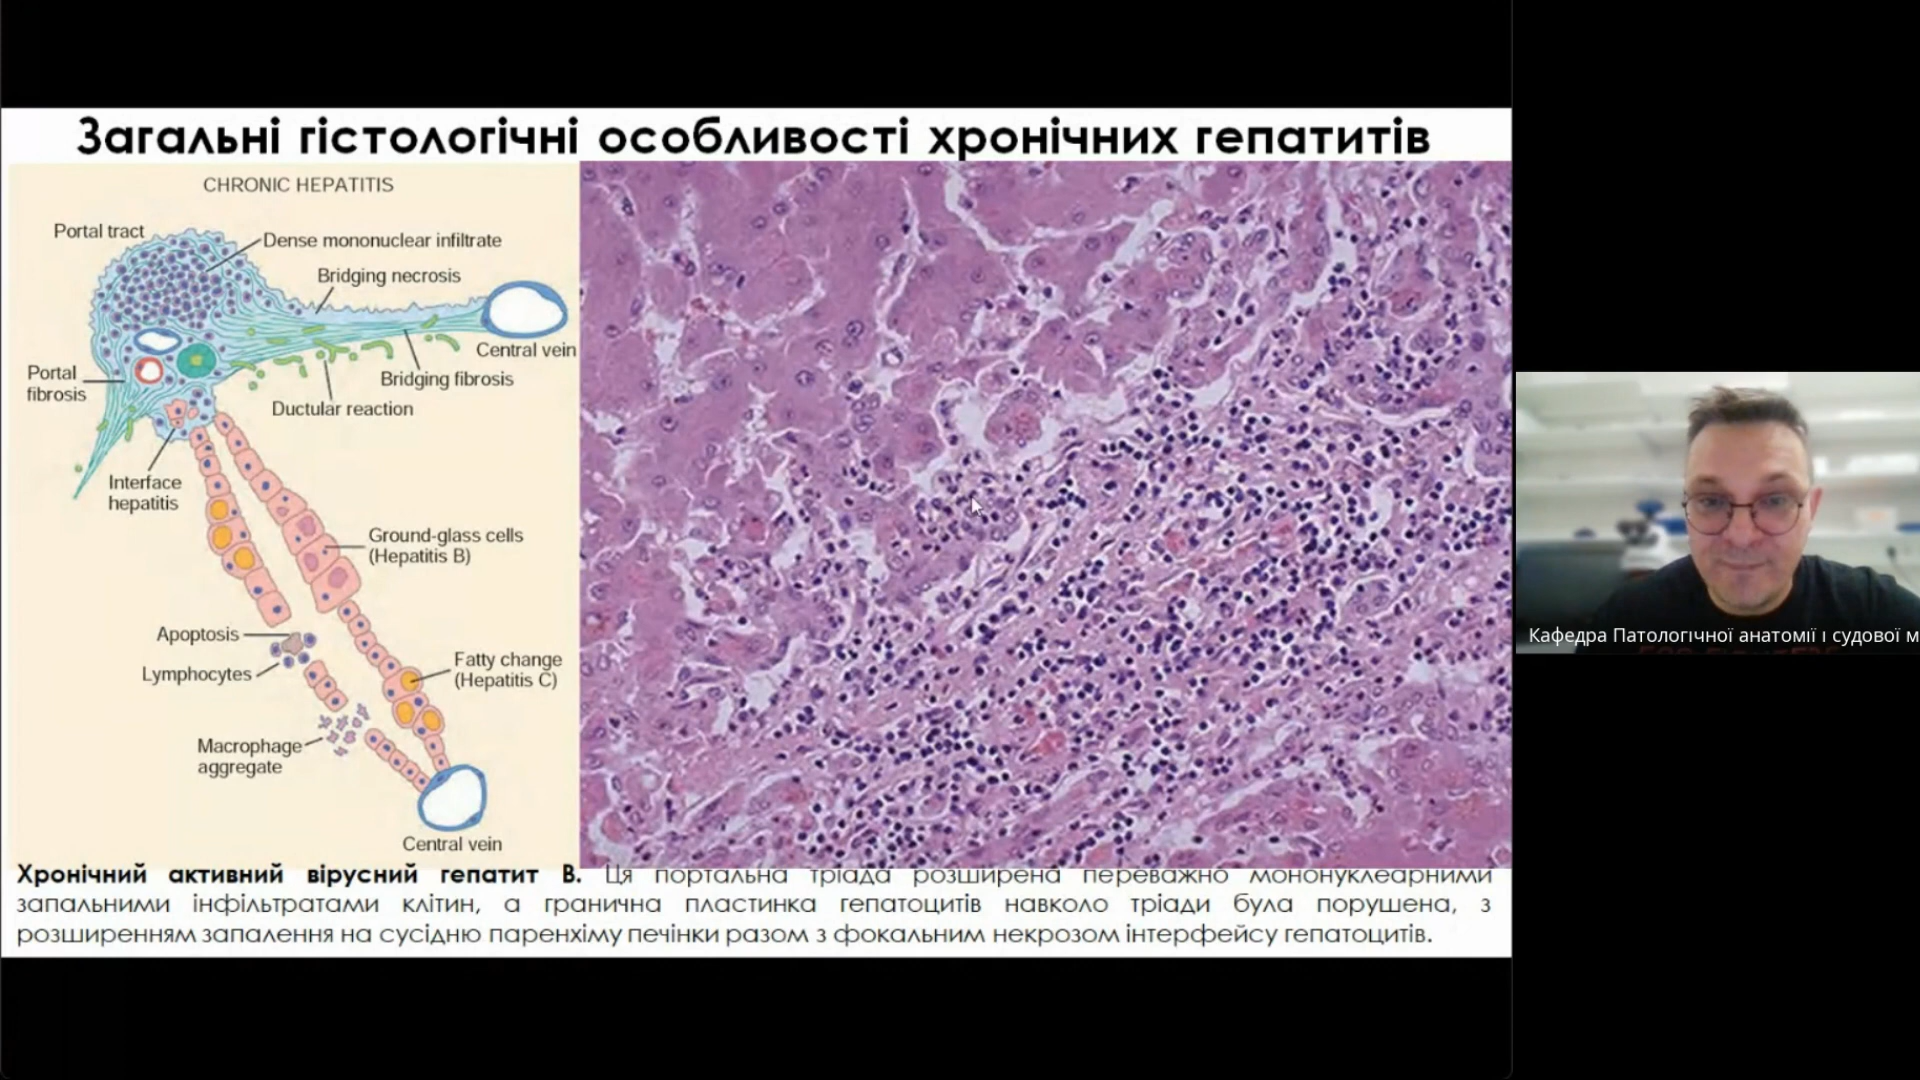 Загальні гістологічні особливості хронічних гепатитів
CHRONIC HEPATITIS
Portal tract
Dense mononuclear infiltrate
Bridging necrosis
Central vein
Portal
fibrosis
Bridging fibrosis
Ductular reaction
Interface
hepatitis
Ground-glass cells
(Hepatitis B)
Apoptosis
Lymphocytes
Fatty change
(Hepatitis C)
Macrophage
aggregate
Central vein
Хронічний активний вірусний гепатит В. Ця портальна тріада розширена переважно мононуклеарними
запальними інфільтратами клітин, а гранична пластинка гепатоцитів навколо тріади була порушена, з
розширенням запалення на сусідню паренхіму печінки разом з фокальним некрозом інтерфейсу гепатоцитів.
Кафедра Патологічної анатомії і судової м